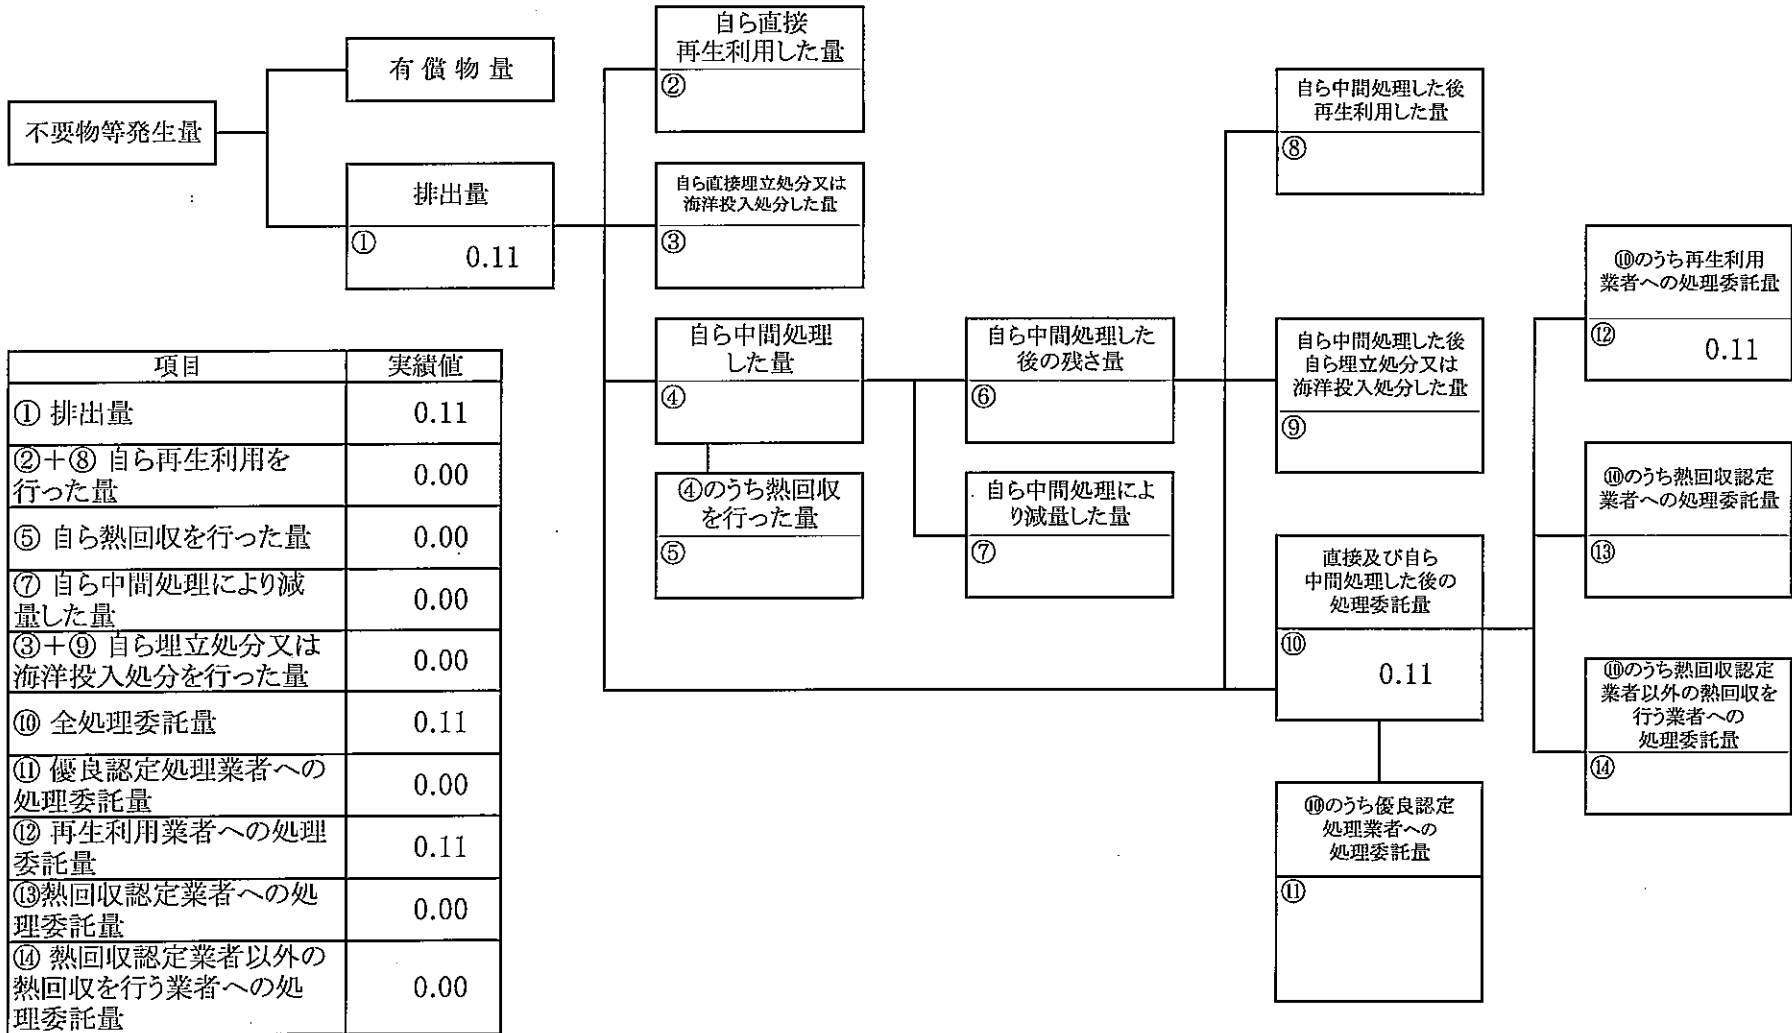 不要物等発生量
有償物量
排出量
①
0.11
自ら直接
再生利用した量
②
自ら直接埋立処分又は
海洋投入処分した量
③
自ら中間処理
した量
④
④のうち熱回収
を行った量
⑤
自ら中間処理した
後の残さ量
⑥
自ら中間処理によ
り減量した量
⑦
自ら中間処理した後
再生利用した量
⑧
自ら中間処理した後
自ら埋立処分又は
海洋投入処分した量
⑨
直接及び自ら
中間処理した後の
処理委託量
⑩
0.11
⑩のうち優良認定
処理業者への
処理委託量
⑪
⑩のうち再生利用
業者への処理委託量
⑫
0.11
⑩のうち熱回収認定
業者への処理委託量
⑬
⑩のうち熱回収認定
業者以外の熱回収を
行う業者への
処理委託量
⑭
項目 実績値
① 排出量 0.11
②+⑧ 自ら再生利用を
行った量 0.00
⑤ 自ら熱回収を行った量 0.00
⑦ 自ら中間処理により減
量した量 0.00
③+⑨ 自ら埋立処分又は
海洋投入処分を行った量 0.00
⑩ 全処理委託量 0.11
⑪ 優良認定処理業者への
処理委託量 0.00
⑫ 再生利用業者への処理
委託量 0.11
⑬熱回収認定業者への処
理委託量 0.00
⑭ 熱回収認定業者以外の
熱回収を行う業者への処
理委託量 0.00